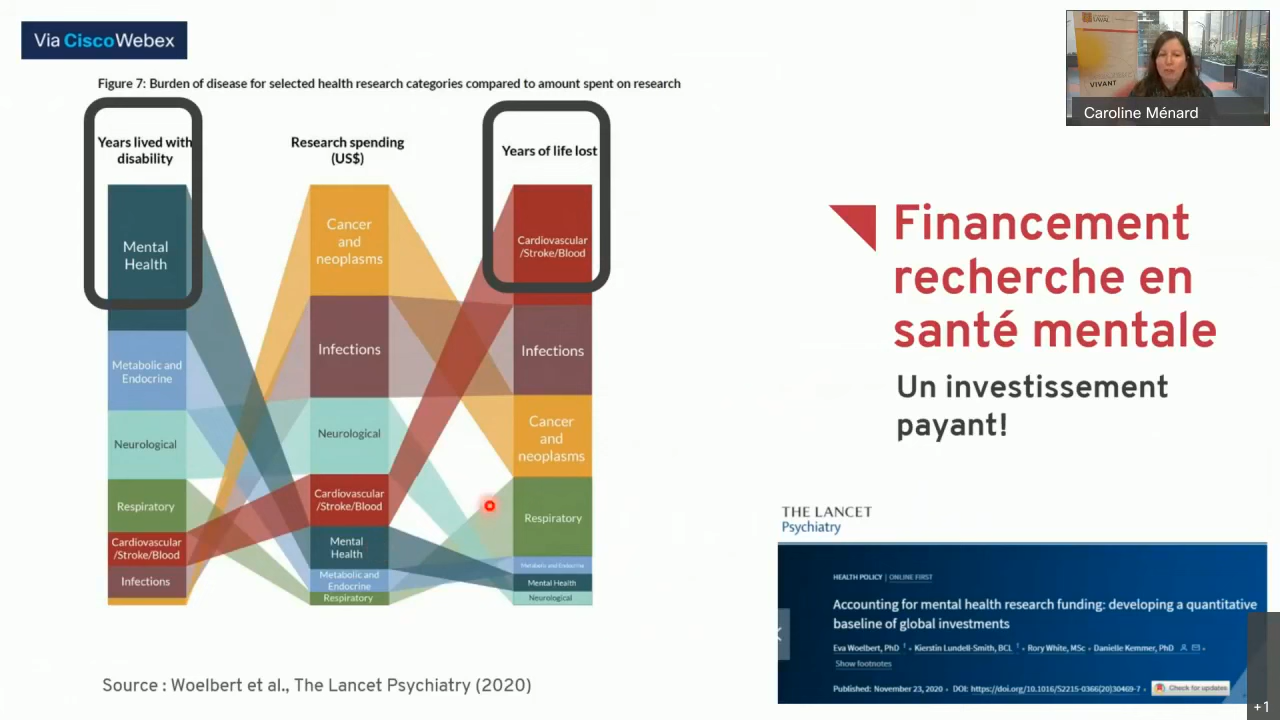 Via CiscoWebex
Figure 7: Burden of disease for selected health research categories compared to amount spent on research
Years lived with
disability
Research spending
(US$)
Years of life lost
Mental
Health
Metabolic and
Endocrine
Neurological
Respiratory
Cardiovascular
/Stroke/Blood
Infections
Cancer
and
neoplasms
Infections
Neurological
Cardiovascular
/Stroke/Blood
Mental
Health
Metabolic and
Endocrine
Respiratory
Cardiovascular
/Stroke/Blood
Infections
Cancer
and
neoplasms
Respiratory
Metabolic and Endocrine
Mental Health
Neurological
Source : Woelbert et al., The Lancet Psychiatry (2020)
LAVAL
VIVANT
Caroline Ménard
Financement
recherche en
santé mentale
Un investissement
payant!
THE LANCET
Psychiatry
HEALTH POLICY | ONLINE FIRST
Accounting for mental health research funding: developing a quantitative
baseline of global investments
Eva Woelbert, PhD • Kierstin Lundell-Smith, BCL • Rory White, MSc • Danielle Kemmer, PhD •
Show footnotes
Published: November 23, 2020 • DOI: https://doi.org/10.1016/S2215-0366(20)30469-7 • Check for updates
+1